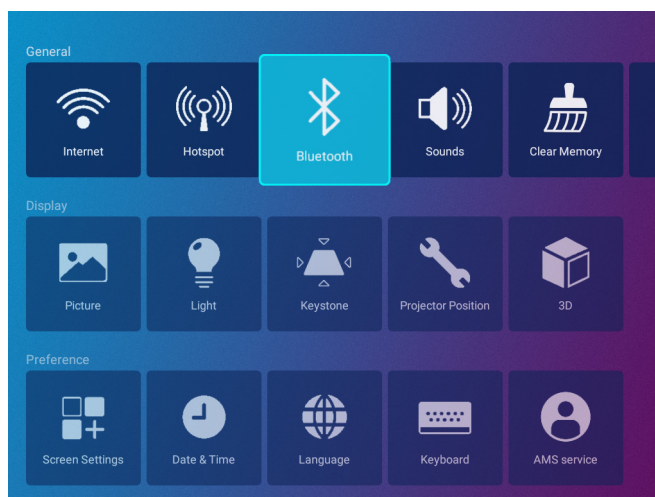 General
Internet
Hotspot
Bluetooth
Sounds
Clear Memory
Display
Picture
Light
Keystone
Projector Position
3D
Preference
Screen Settings
Date & Time
Language
Keyboard
AMS service